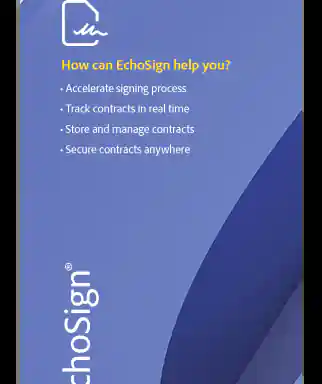 How can EchoSign help you?
• Accelerate signing process
• Track contracts in real time
• Store and manage contracts
• Secure contracts anywhere
choSign®